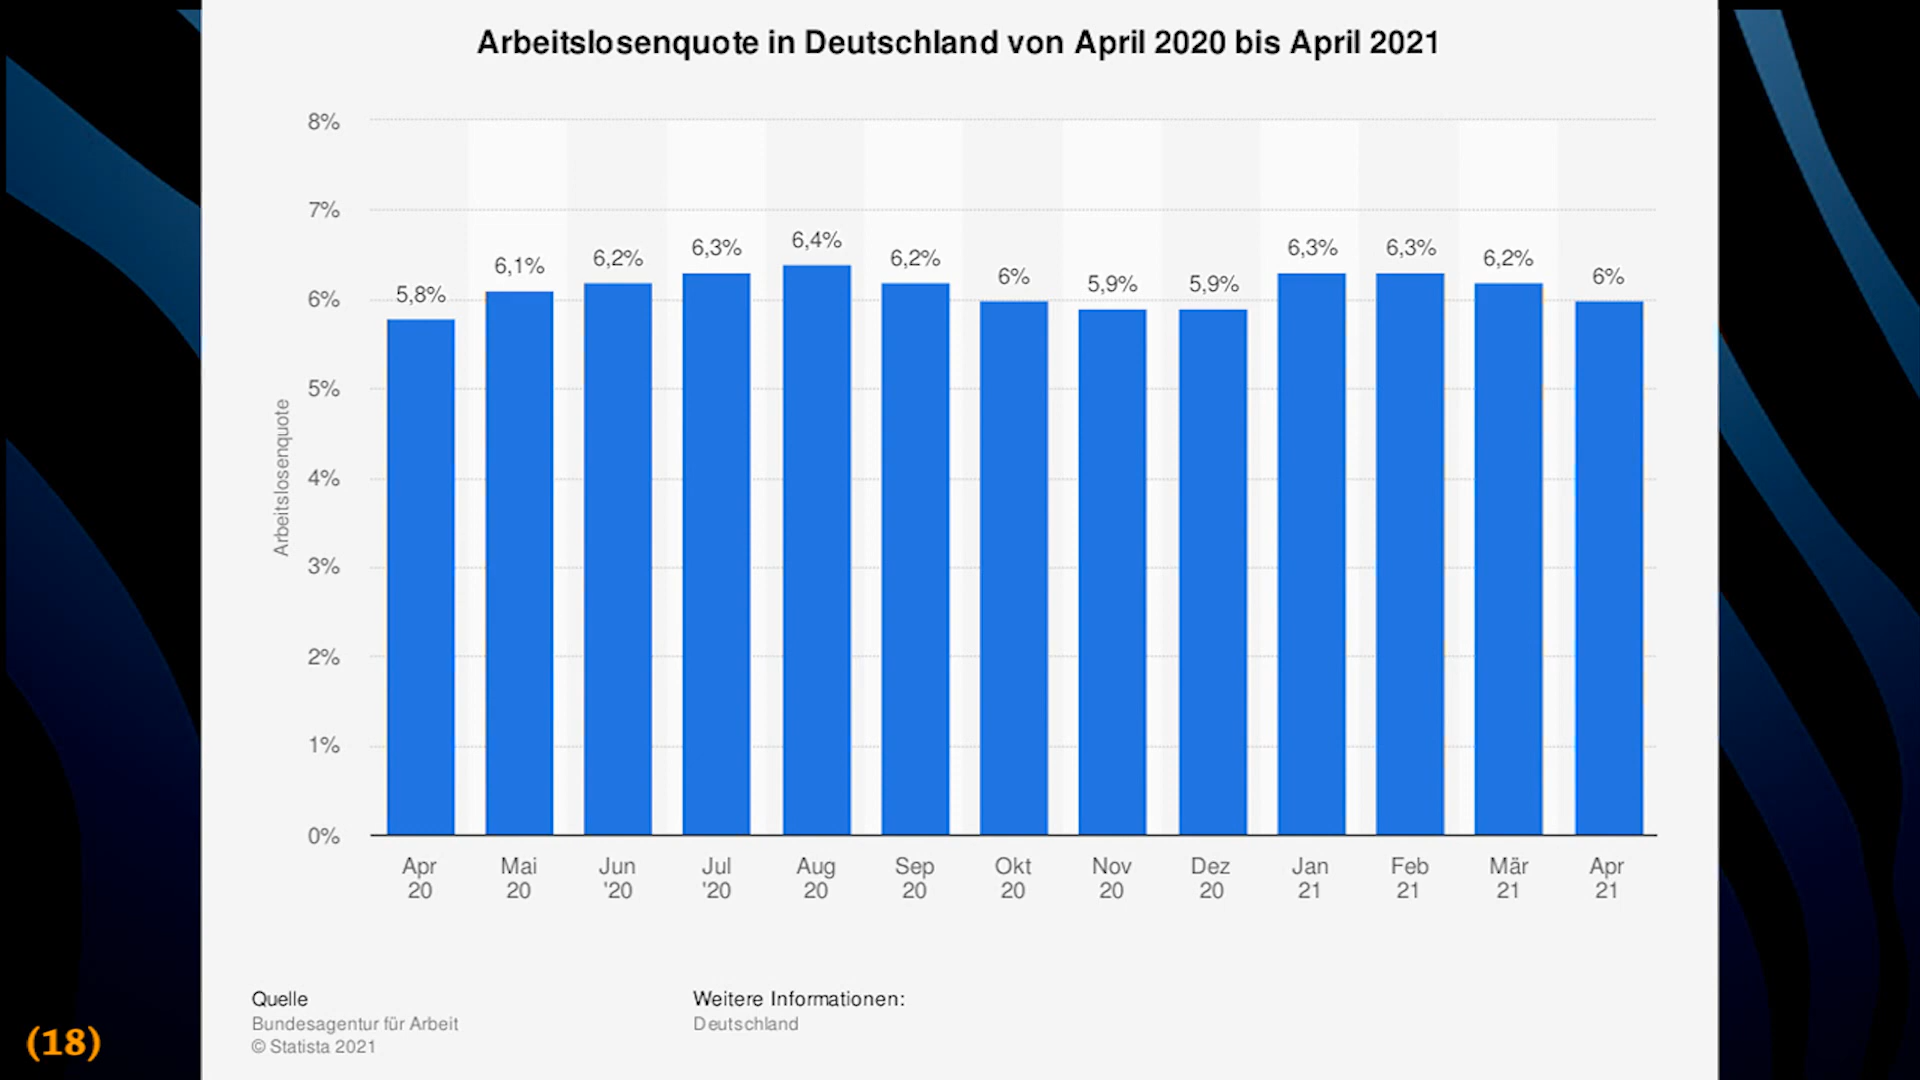 Arbeitslosenquote in Deutschland von April 2020 bis April 2021
8%
7%
6%
5%
4%
3%
2%
1%
0%
Arbeitslosenquote
5,8%
6,1%
6,2%
6,3%
6,4%
6,2%
6%
5,9%
5,9%
6,3%
6,3%
6,2%
6%
Apr
20
Mai
20
Jun
'20
Jul
'20
Aug
20
Sep
20
Okt
20
Nov
20
Dez
20
Jan
21
Feb
21
Mär
21
Apr
21
Quelle
Bundesagentur für Arbeit
© Statista 2021
Weitere Informationen:
Deutschland
(18)